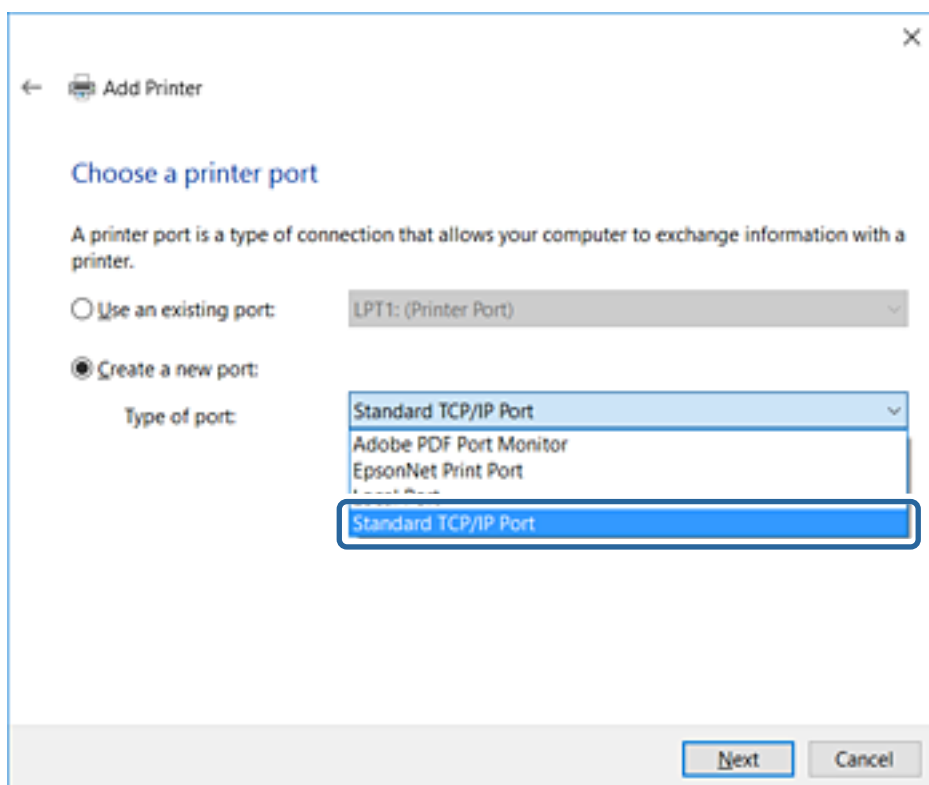 Add Printer
Choose a printer port
A printer port is a type of connection that allows your computer to exchange information with a
printer.
Use an existing port:
LPT1: (Printer Port)
Create a new port:
Type of port:
Standard TCP/IP Port
Adobe PDF Port Monitor
EpsonNet Print Port
Local Port
Standard TCP/IP Port
Next
Cancel